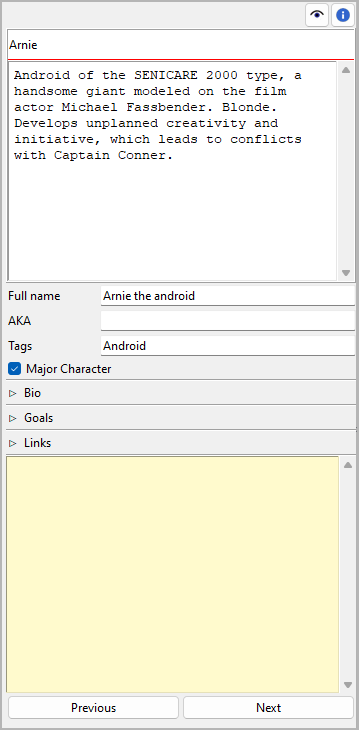 Arnie
Android of the SENICARE 2000 type, a
handsome giant modeled on the film
actor Michael Fassbender. Blonde.
Develops unplanned creativity and
initiative, which leads to conflicts
with Captain Conner.
Full name Arnie the android
AKA
Tags Android
Major Character
Bio
Goals
Links
Previous Next